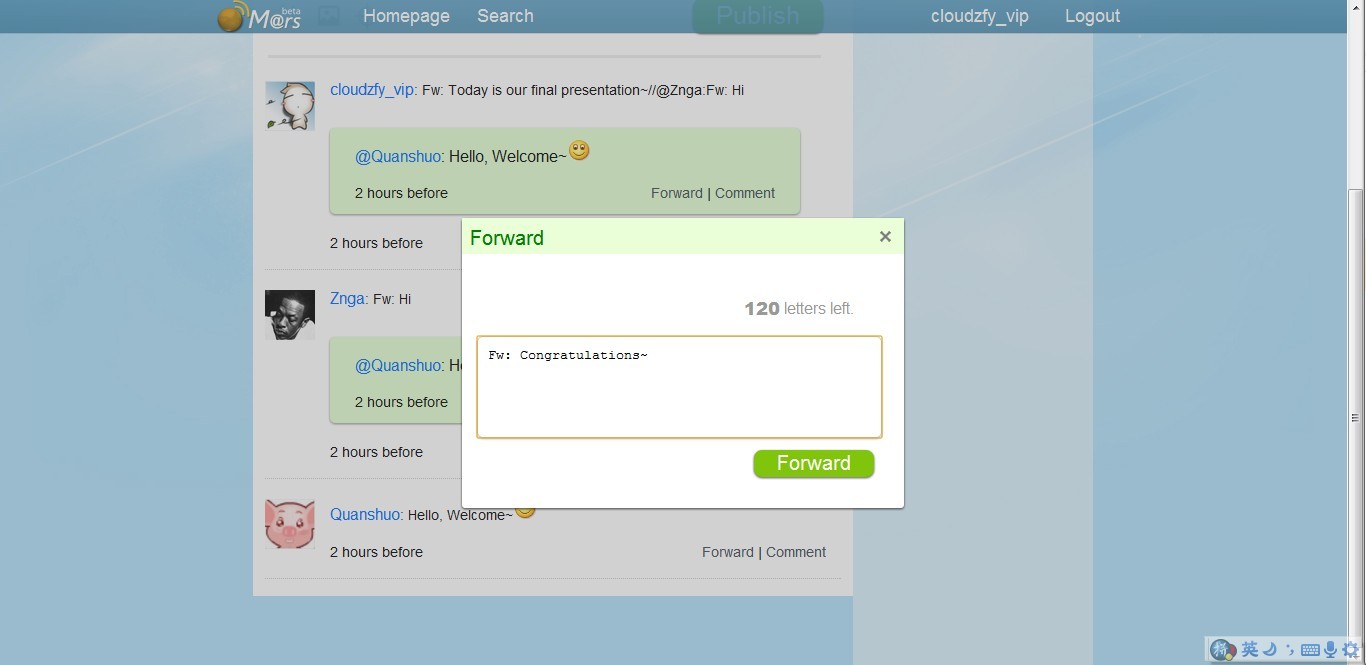 M@rs beta Homepage Search Publish cloudzfy_vip Logout
cloudzfy_vip: Fw: Today is our final presentation~//@Znga:Fw: Hi
@Quanshuo: Hello, Welcome~
2 hours before Forward | Comment
2 hours before
Forward ×
120 letters left.
Fw: Congratulations~
Forward
Znga: Fw: Hi
@Quanshuo: He
2 hours before
2 hours before
Quanshuo: Hello, Welcome~
2 hours before Forward | Comment
拼 英